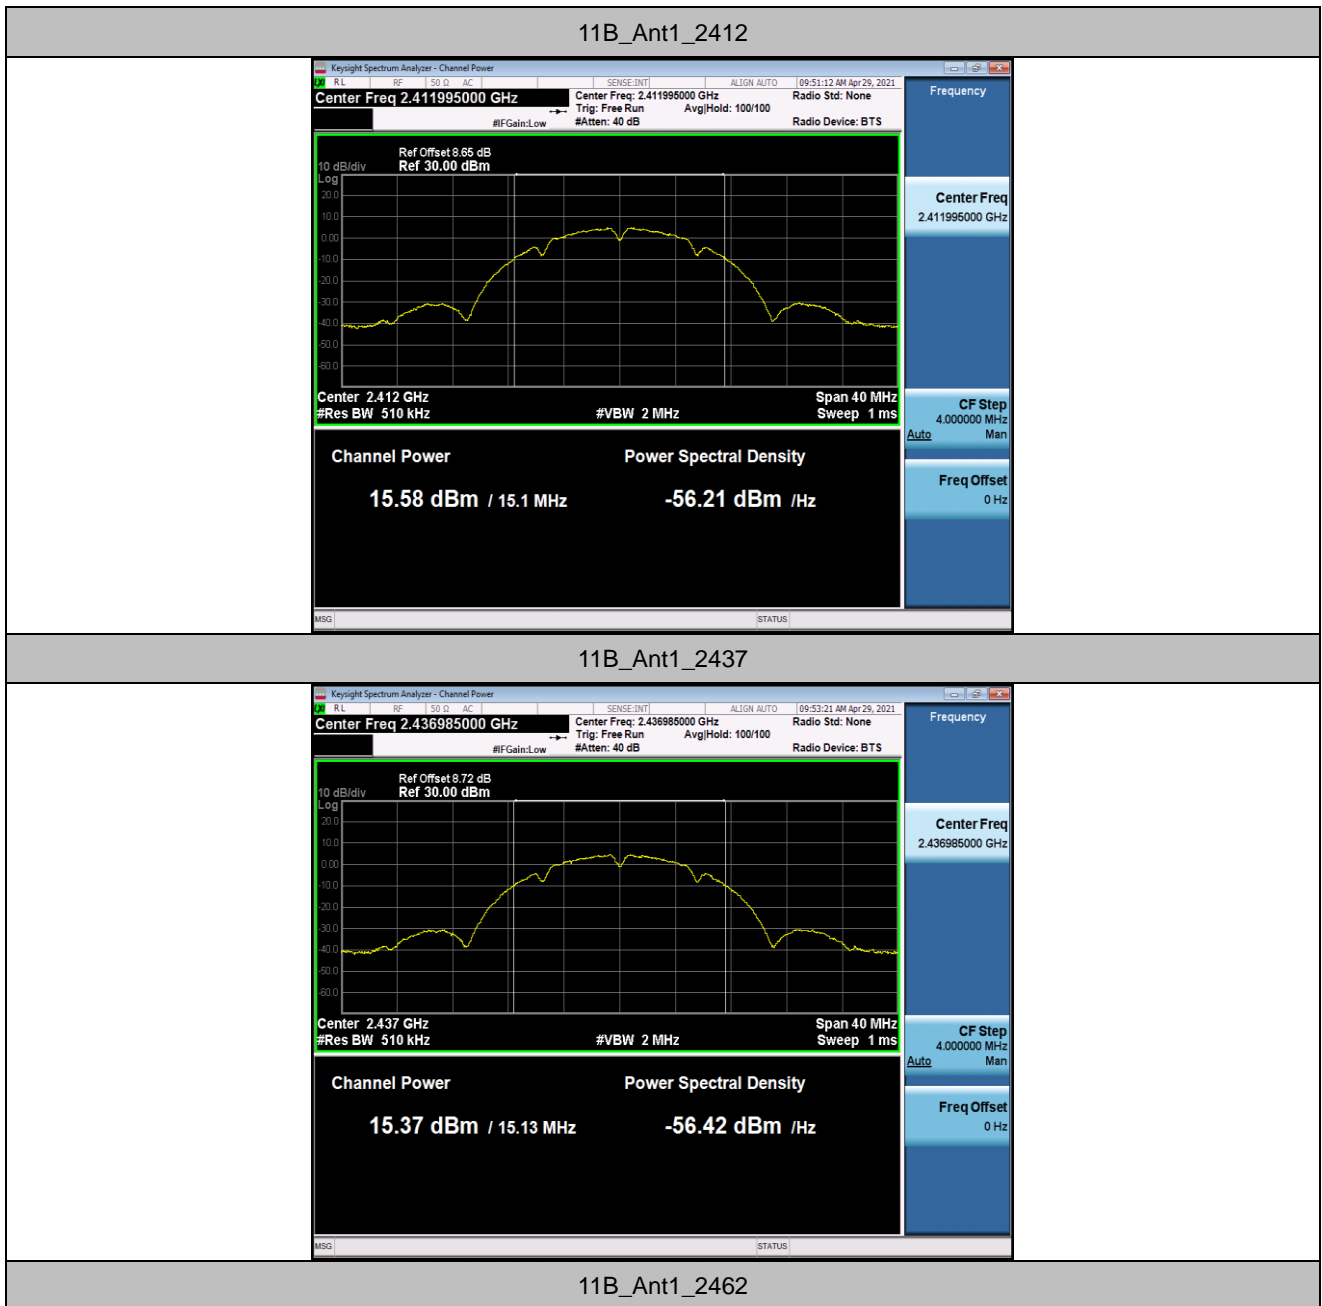 11B_Ant1_2412
Keysight Spectrum Analyzer - Channel Power
RL RF 50 Ω AC SENSE:INT ALIGN AUTO 09:51:12 AM Apr 29, 2021
Center Freq 2.411995000 GHz
Center Freq: 2.411995000 GHz Radio Std: None
Trig: Free Run Avg|Hold: 100/100
#IFGain:Low #Atten: 40 dB Radio Device: BTS
Frequency
Ref Offset 8.65 dB
10 dB/div Ref 30.00 dBm
Log
20.0
10.0
0.00
-10.0
-20.0
-30.0
-40.0
-50.0
-60.0
Center 2.412 GHz Span 40 MHz
#Res BW 510 kHz #VBW 2 MHz Sweep 1 ms
Center Freq
2.411995000 GHz
CF Step
4.000000 MHz
Auto Man
Freq Offset
0 Hz
Channel Power Power Spectral Density
15.58 dBm / 15.1 MHz -56.21 dBm /Hz
MSG STATUS
11B_Ant1_2437
Keysight Spectrum Analyzer - Channel Power
RL RF 50 Ω AC SENSE:INT ALIGN AUTO 09:53:21 AM Apr 29, 2021
Center Freq 2.436985000 GHz
Center Freq: 2.436985000 GHz Radio Std: None
Trig: Free Run Avg|Hold: 100/100
#IFGain:Low #Atten: 40 dB Radio Device: BTS
Frequency
Ref Offset 8.72 dB
10 dB/div Ref 30.00 dBm
Log
20.0
10.0
0.00
-10.0
-20.0
-30.0
-40.0
-50.0
-60.0
Center 2.437 GHz Span 40 MHz
#Res BW 510 kHz #VBW 2 MHz Sweep 1 ms
Center Freq
2.436985000 GHz
CF Step
4.000000 MHz
Auto Man
Freq Offset
0 Hz
Channel Power Power Spectral Density
15.37 dBm / 15.13 MHz -56.42 dBm /Hz
MSG STATUS
11B_Ant1_2462